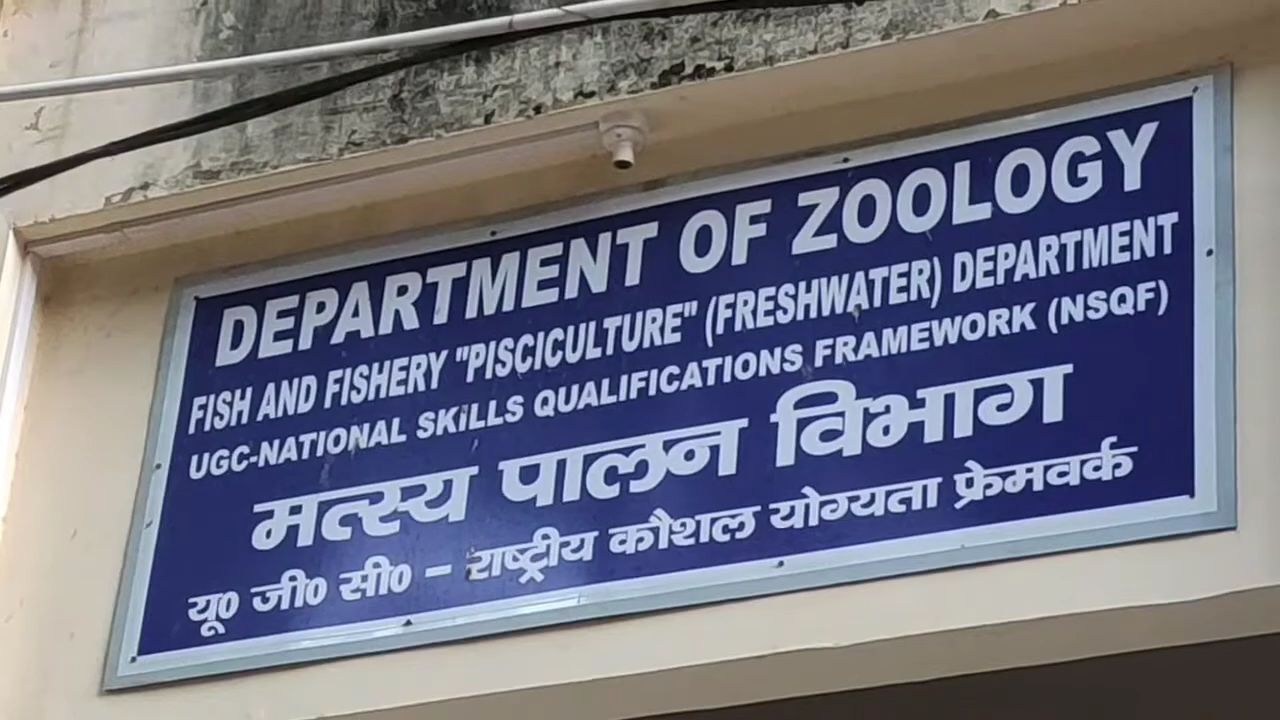 DEPARTMENT OF ZOOLOGY
FISH AND FISHERY "PISCICULTURE" (FRESHWATER) DEPARTMENT
UGC-NATIONAL SKiLLS QUALIFICATIONS FRAMEWORK (NSQF)
मत्स्य पालन विभाग
यू० जी० सी० – राष्ट्रीय कौशल योग्यता फ्रेमवर्क